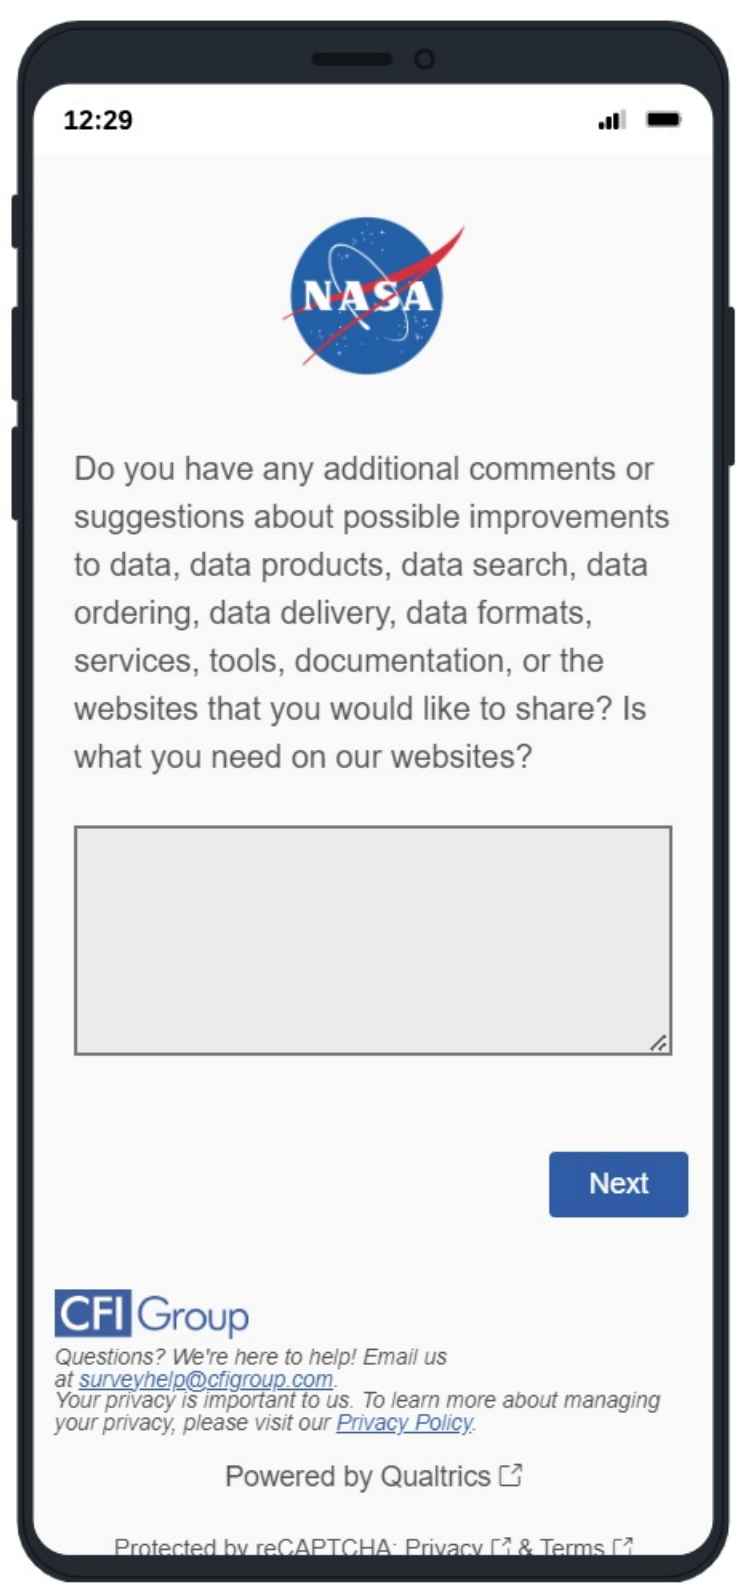 12:29
NASA
Do you have any additional comments or
suggestions about possible improvements
to data, data products, data search, data
ordering, data delivery, data formats,
services, tools, documentation, or the
websites that you would like to share? Is
what you need on our websites?
Next
CFI Group
Questions? We're here to help! Email us
at surveyhelp@cfigroup.com.
Your privacy is important to us. To learn more about managing
your privacy, please visit our Privacy Policy.
Powered by Qualtrics
Protected by reCAPTCHA: Privacy & Terms